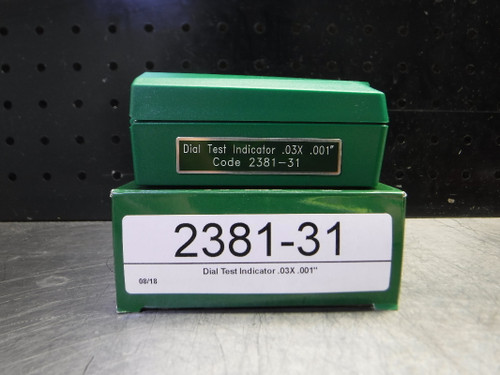 Dial Test Indicator .03X .001"
Code 2381-31
2381-31
Dial Test Indicator .03X .001"
08/18